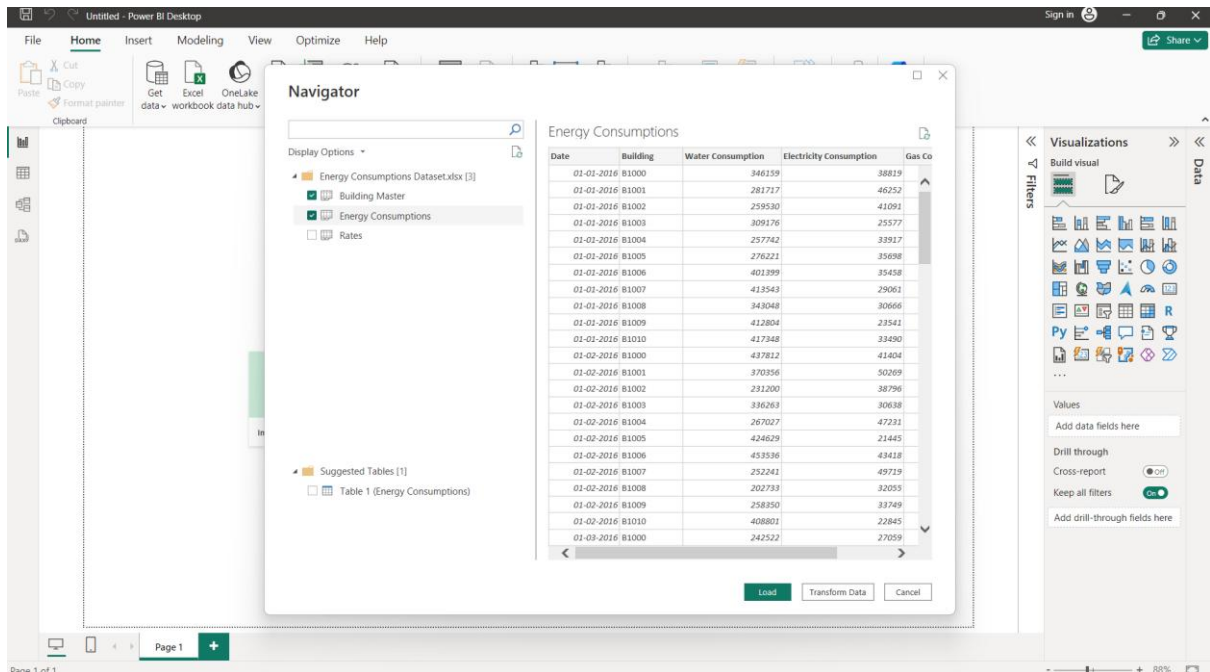 Untitled - Power BI Desktop
Sign in
File Home Insert Modeling View Optimize Help
Share
Paste
Cut
Copy
Format painter
Clipboard
Get data
Excel workbook
OneLake data hub
Navigator
Display Options
Energy Consumptions Dataset.xlsx [3]
Building Master
Energy Consumptions
Rates
Suggested Tables [1]
Table 1 (Energy Consumptions)
Energy Consumptions
Date Building Water Consumption Electricity Consumption Gas Co
01-01-2016 B1000 346159 38819
01-01-2016 B1001 281717 46252
01-01-2016 B1002 259530 41091
01-01-2016 B1003 309176 25577
01-01-2016 B1004 257742 33917
01-01-2016 B1005 276221 35698
01-01-2016 B1006 401399 35458
01-01-2016 B1007 413543 29061
01-01-2016 B1008 343048 30666
01-01-2016 B1009 412804 23541
01-01-2016 B1010 417348 33490
01-02-2016 B1000 437812 41404
01-02-2016 B1001 370356 50269
01-02-2016 B1002 231200 38796
01-02-2016 B1003 336263 30638
01-02-2016 B1004 267027 47231
01-02-2016 B1005 424629 21445
01-02-2016 B1006 453536 43418
01-02-2016 B1007 252241 49719
01-02-2016 B1008 202733 32055
01-02-2016 B1009 258350 33749
01-02-2016 B1010 408801 22845
01-03-2016 B1000 242522 27059
Load Transform Data Cancel
Filters
Visualizations
Build visual
R
Py
123
...
Values
Add data fields here
Drill through
Cross-report Off
Keep all filters On
Add drill-through fields here
Data
Page 1 +
Page 1 of 1
- + 88%